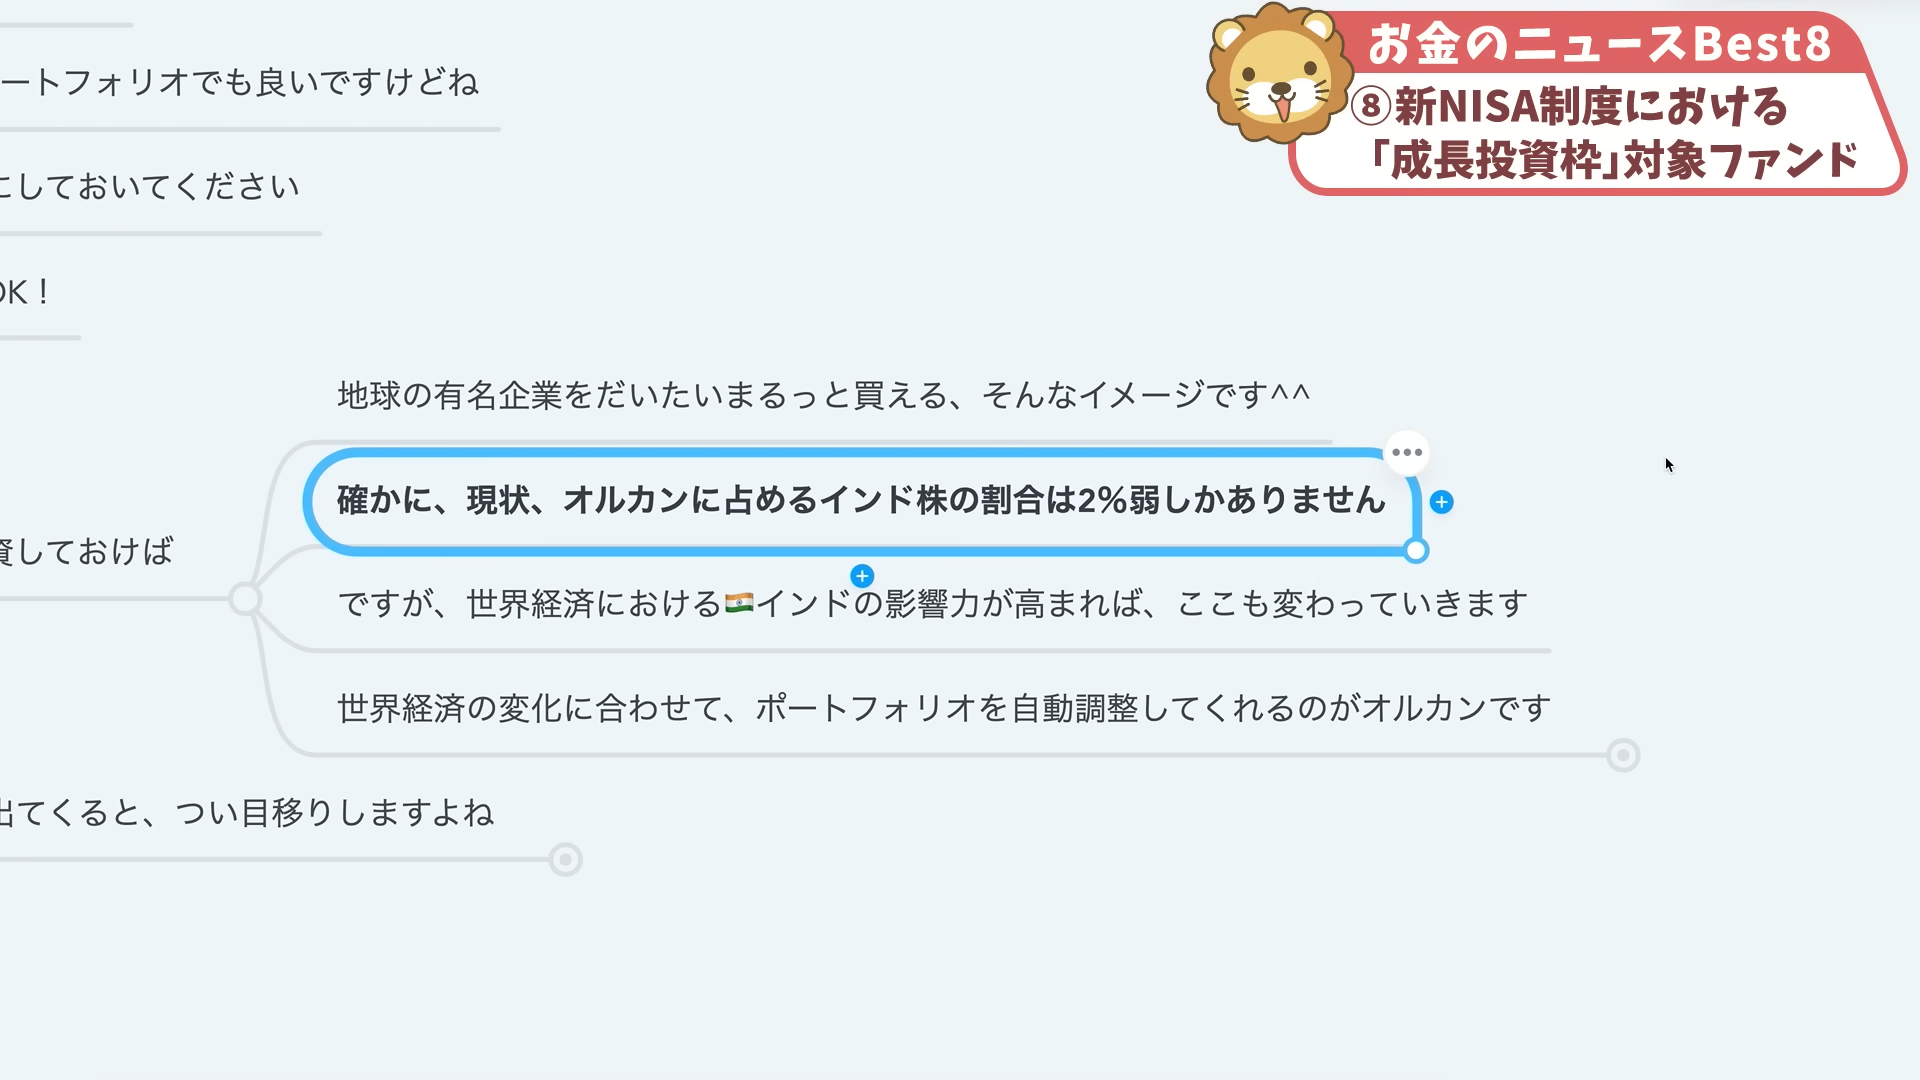 お金のニュースBest8
⑧新NISA制度における
「成長投資枠」対象ファンド
ートフォリオでも良いですけどね
にしておいてください
OK！
地球の有名企業をだいたいまるっと買える、そんなイメージです^^
確かに、現状、オルカンに占めるインド株の割合は2%弱しかありません
資しておけば
ですが、世界経済における🇮🇳インドの影響力が高まれば、ここも変わっていきます
世界経済の変化に合わせて、ポートフォリオを自動調整してくれるのがオルカンです
出てくると、つい目移りしますよね